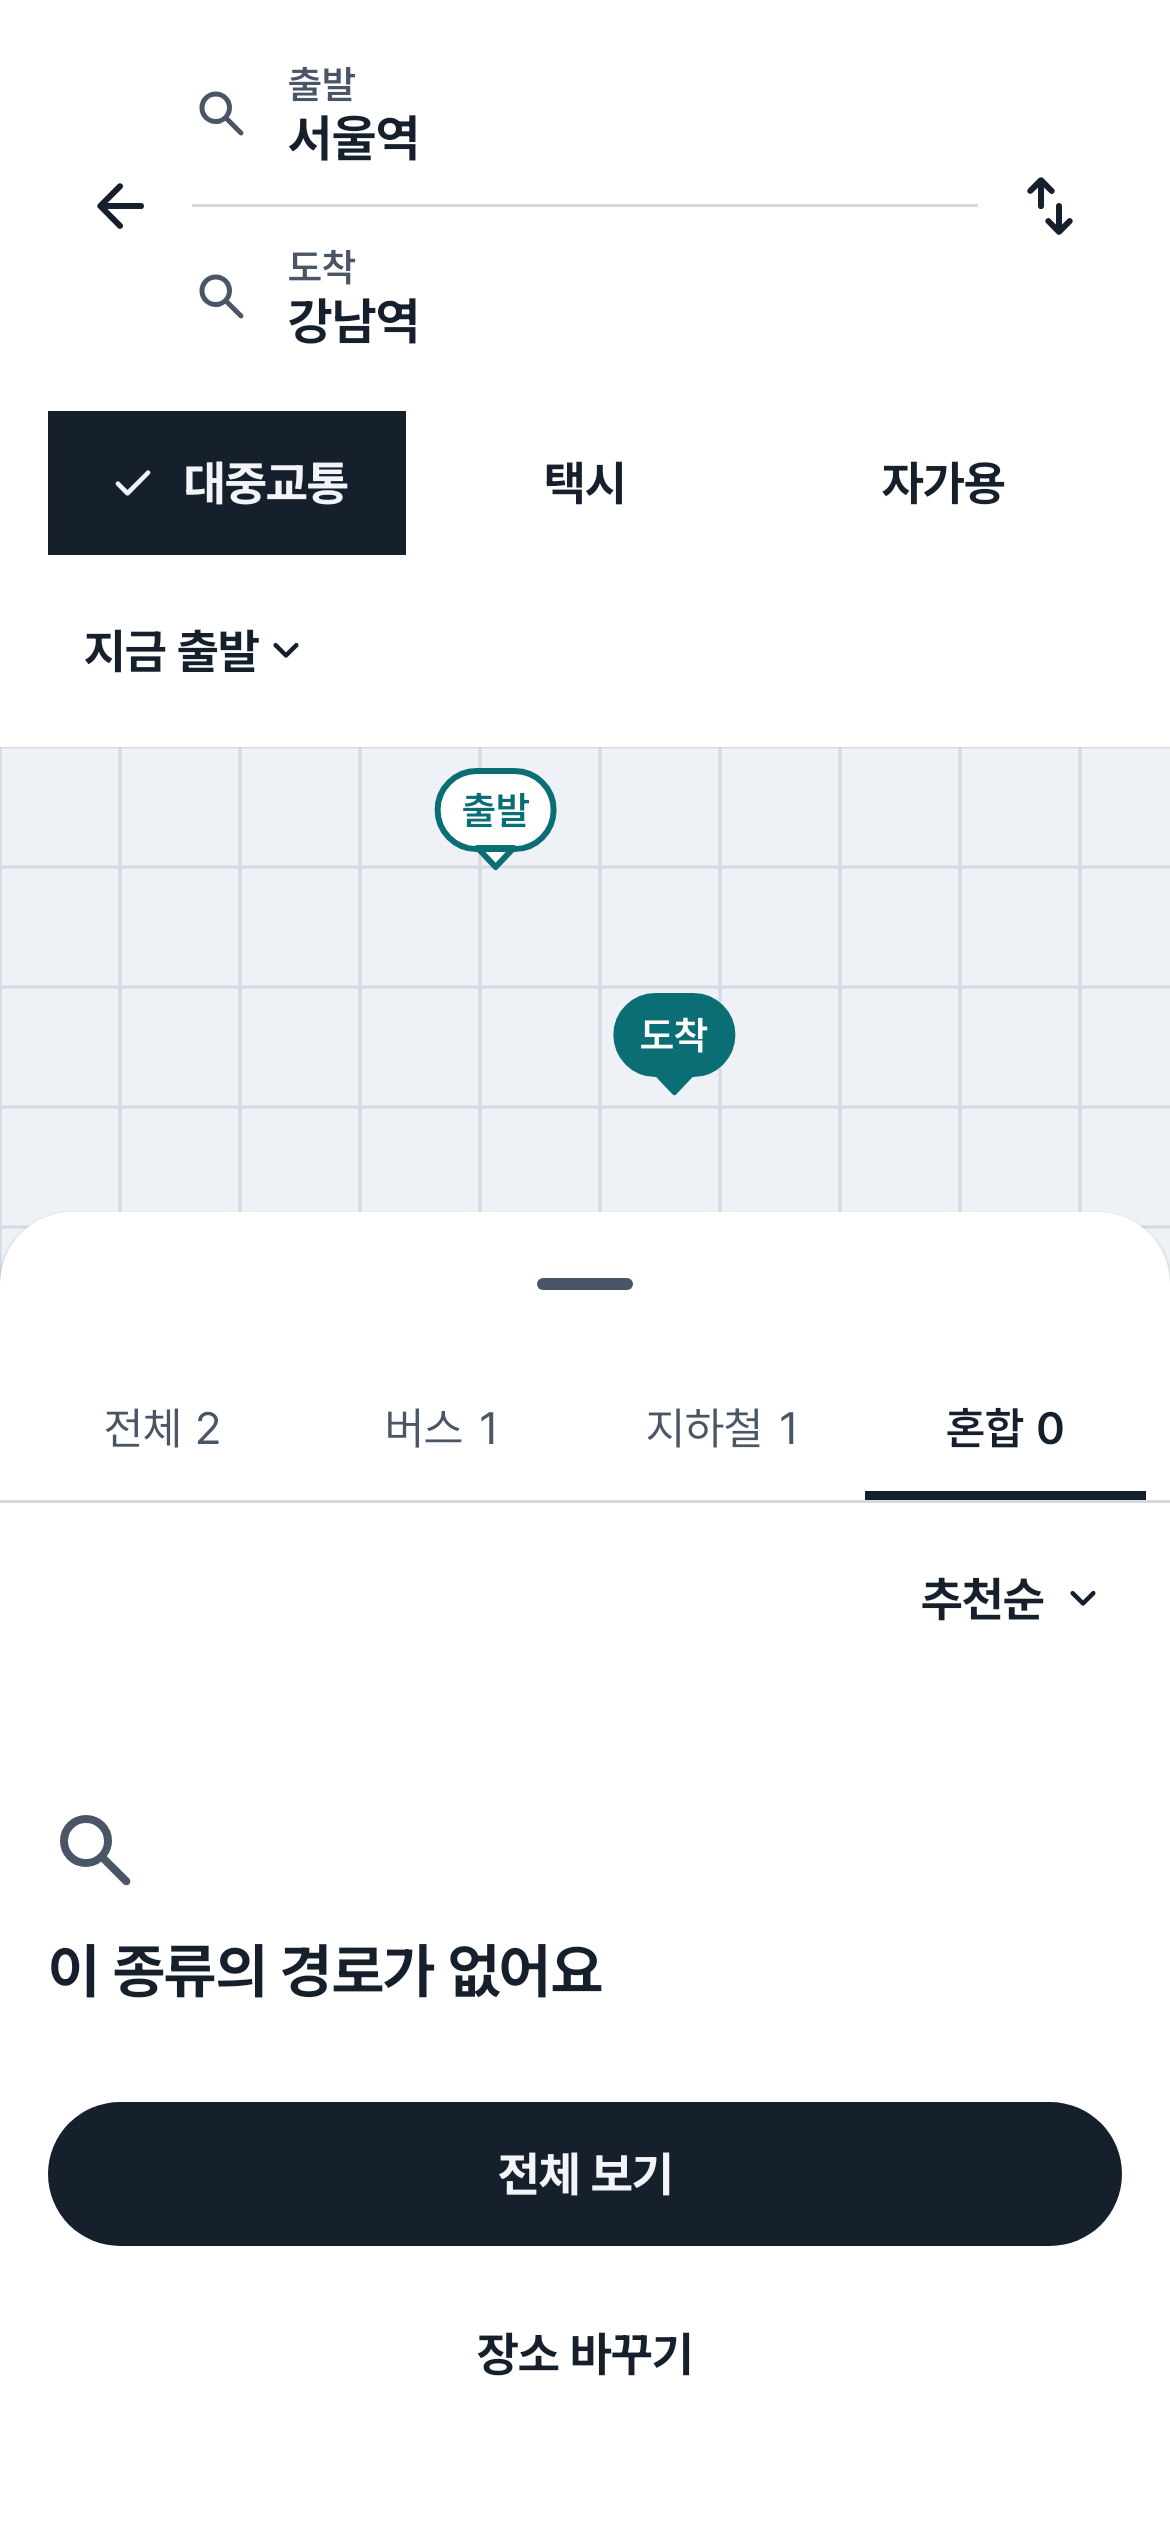 출발
서울역
도착
강남역
대중교통
택시
자가용
지금 출발
출발
도착
전체 2
버스 1
지하철 1
혼합 0
추천순
이 종류의 경로가 없어요
전체 보기
장소 바꾸기